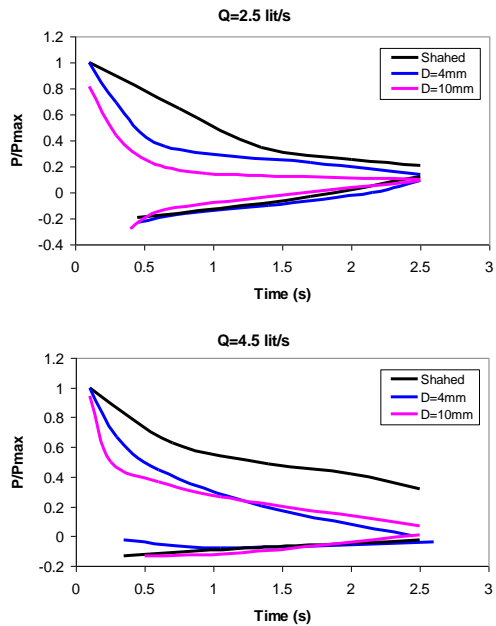 Q=2.5 lit/s
1.2
1
0.8
0.6
0.4
0.2
0
-0.2
-0.4
P/Pmax
Shahed
D=4mm
D=10mm
0 0.5 1 1.5 2 2.5 3
Time (s)
Q=4.5 lit/s
1.2
1
0.8
0.6
0.4
0.2
0
-0.2
P/Pmax
Shahed
D=4mm
D=10mm
0 0.5 1 1.5 2 2.5 3
Time (s)